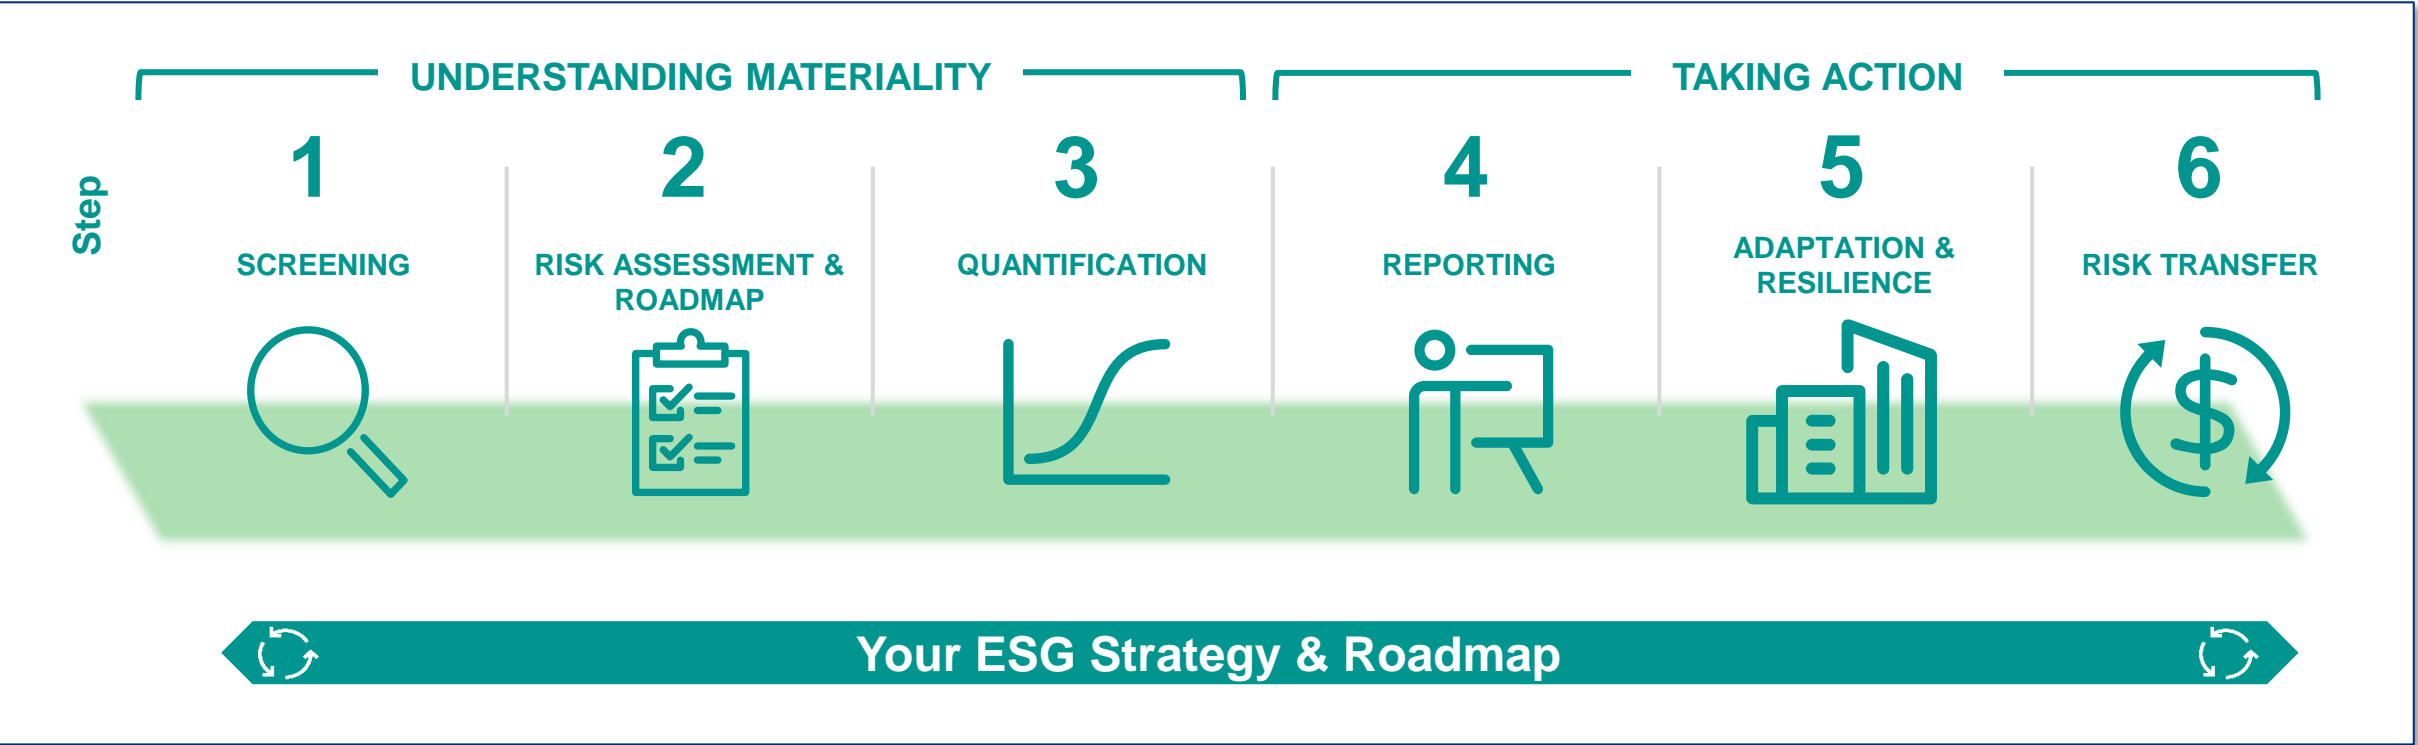 UNDERSTANDING MATERIALITY
TAKING ACTION
Step
1
2
3
4
5
6
SCREENING
RISK ASSESSMENT &
ROADMAP
QUANTIFICATION
REPORTING
ADAPTATION &
RESILIENCE
RISK TRANSFER
$
Your ESG Strategy & Roadmap